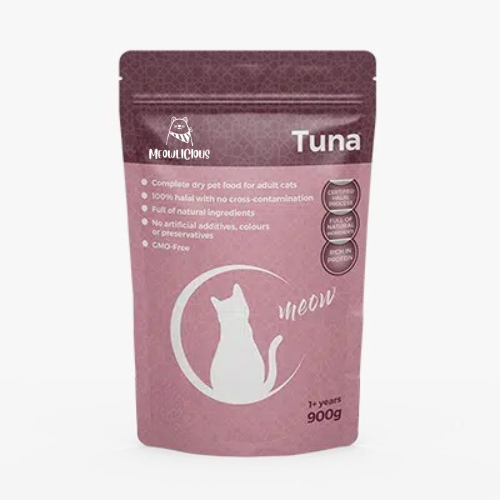 MEOWLICIOUS
Tuna
Complete dry pet food for adult cats
100% halal with no cross-contamination
Full of natural ingredients
No artificial additives, colours
or preservatives
GMO-Free
CERTIFIED
HALAL
PROCESS
FULL OF
NATURAL
INGREDIENTS
RICH IN
PROTEIN
meow
1+ years
900g